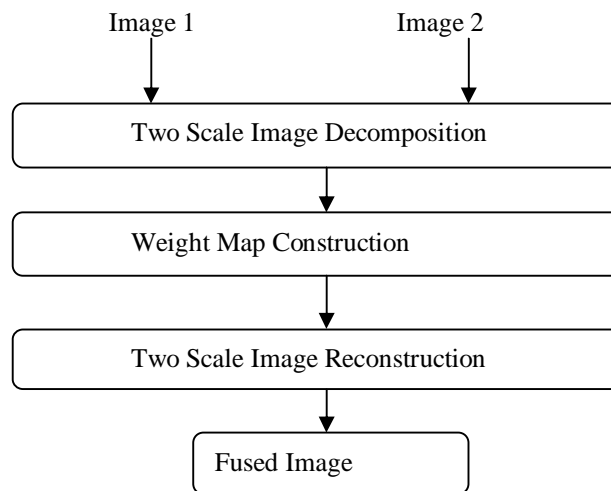 Image 1 Image 2
Two Scale Image Decomposition
Weight Map Construction
Two Scale Image Reconstruction
Fused Image